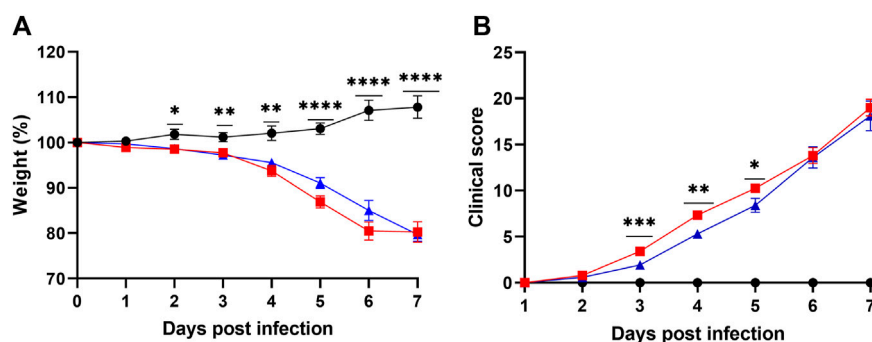 A
B
120
110
100
90
80
70
Weight (%)
* ** ** **** **** ****
0 1 2 3 4 5 6 7
Days post infection
25
20
15
10
5
0
Clinical score
*** ** *
1 2 3 4 5 6 7
Days post infection